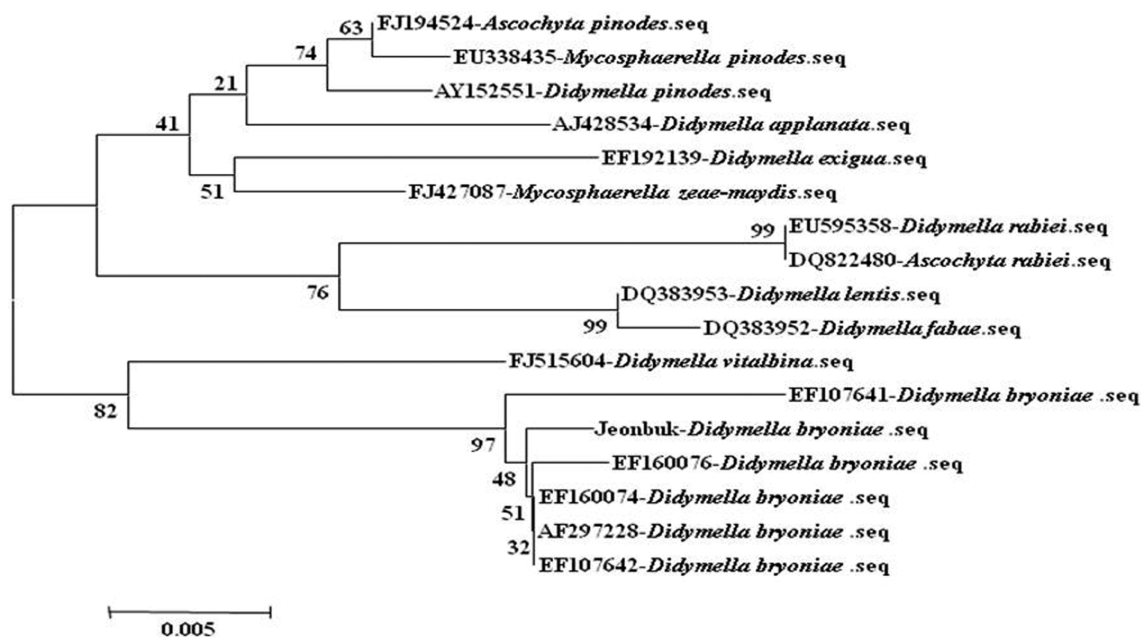 63
FJ194524-Ascochyta pinodes.seq
74
EU338435-Mycosphaerella pinodes.seq
21
AY152551-Didymella pinodes.seq
41
AJ428534-Didymella applanata.seq
EF192139-Didymella exigua.seq
51
FJ427087-Mycosphaerella zeae-maydis.seq
99
EU595358-Didymella rabiei.seq
DQ822480-Ascochyta rabiei.seq
76
DQ383953-Didymella lentis.seq
99
DQ383952-Didymella fabae.seq
FJ515604-Didymella vitalbina.seq
82
EF107641-Didymella bryoniae .seq
97
Jeonbuk-Didymella bryoniae .seq
48
EF160076-Didymella bryoniae .seq
51
EF160074-Didymella bryoniae .seq
32
AF297228-Didymella bryoniae .seq
EF107642-Didymella bryoniae .seq
0.005